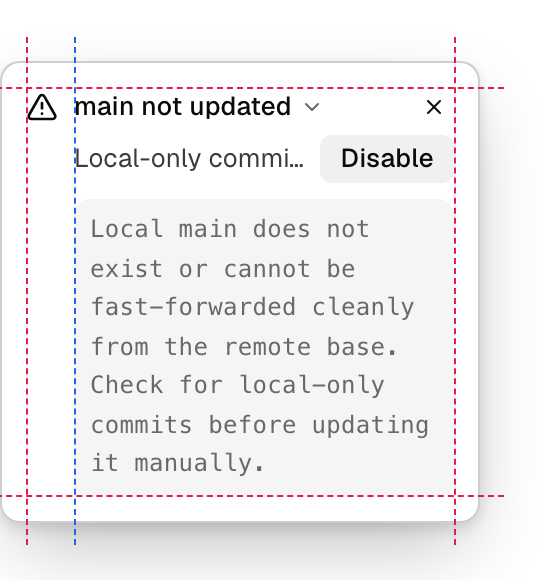 main not updated
Local-only commi…
Disable
Local main does not
exist or cannot be
fast-forwarded cleanly
from the remote base.
Check for local-only
commits before updating
it manually.